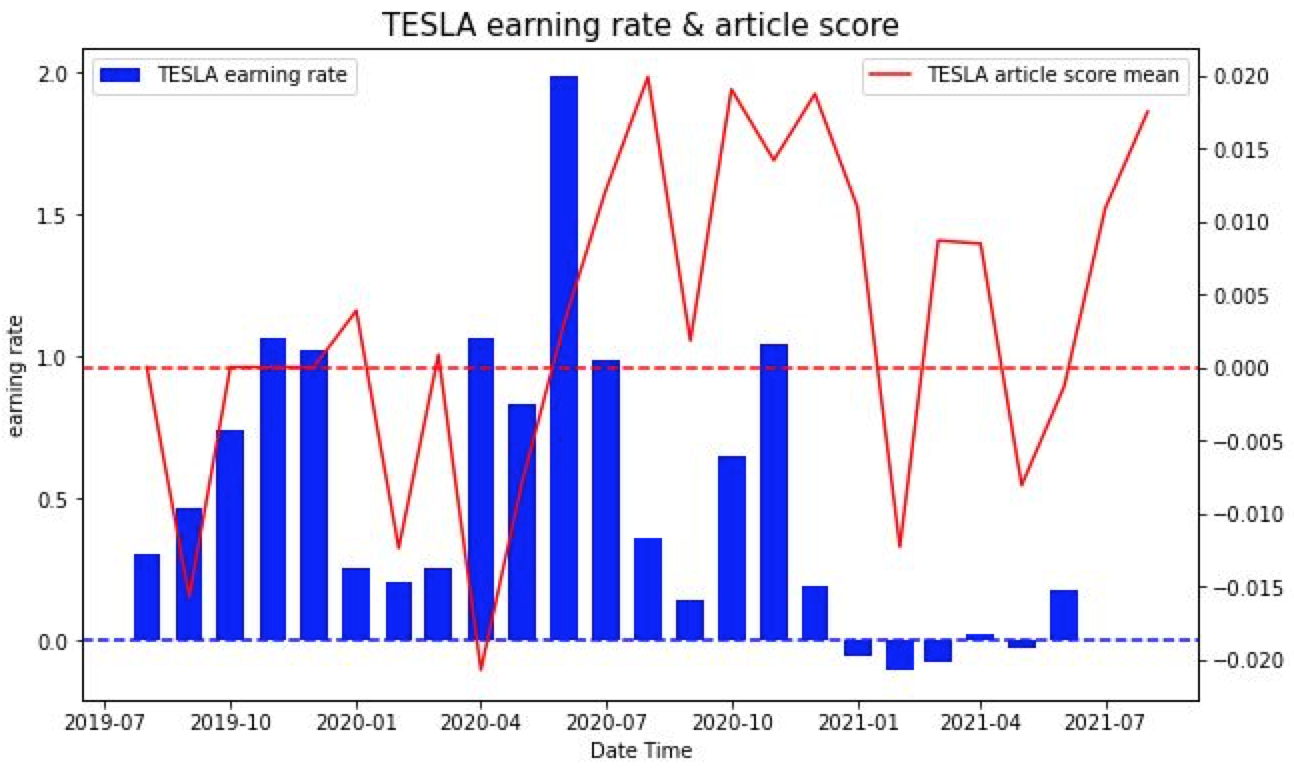 TESLA earning rate & article score
TESLA earning rate
TESLA article score mean
2.0
1.5
1.0
0.5
0.0
earning rate
0.020
0.015
0.010
0.005
0.000
−0.005
−0.010
−0.015
−0.020
2019-07 2019-10 2020-01 2020-04 2020-07 2020-10 2021-01 2021-04 2021-07
Date Time